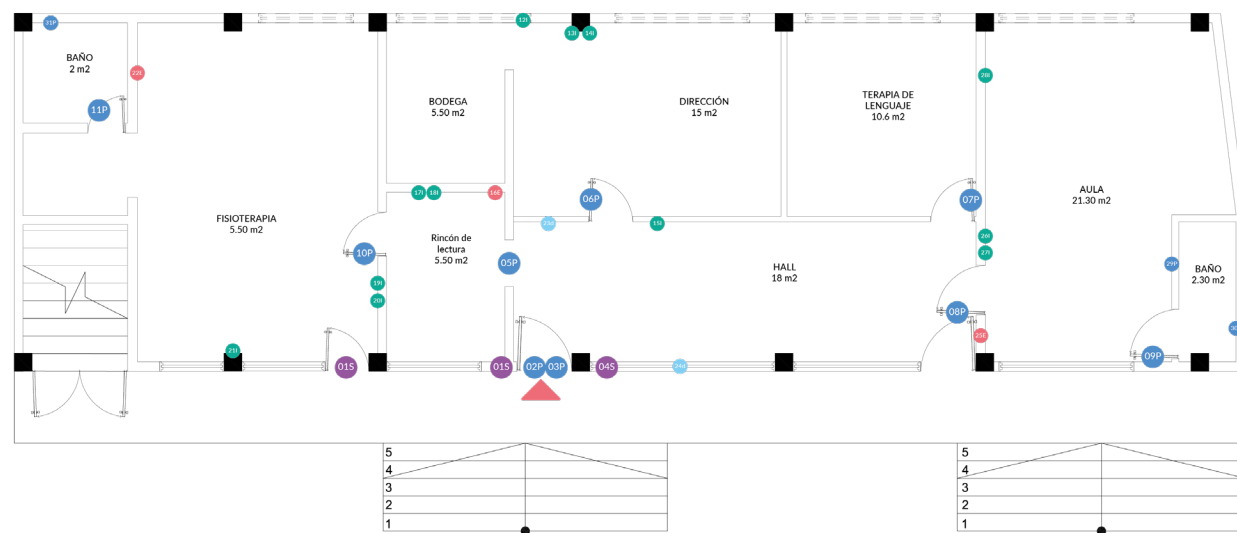 31P
12I
13I
14I
BAÑO
2 m2
22E
28I
BODEGA
5.50 m2
DIRECCIÓN
15 m2
TERAPIA DE
LENGUAJE
10.6 m2
11P
17I
18I
16E
06P
07P
AULA
21.30 m2
FISIOTERAPIA
5.50 m2
15I
26I
27I
10P
Rincón de
lectura
5.50 m2
05P
HALL
18 m2
29P
BAÑO
2.30 m2
19I
20I
08P
25E
21I
01S
01S
02P
03P
04S
09P
5
4
3
2
1
5
4
3
2
1